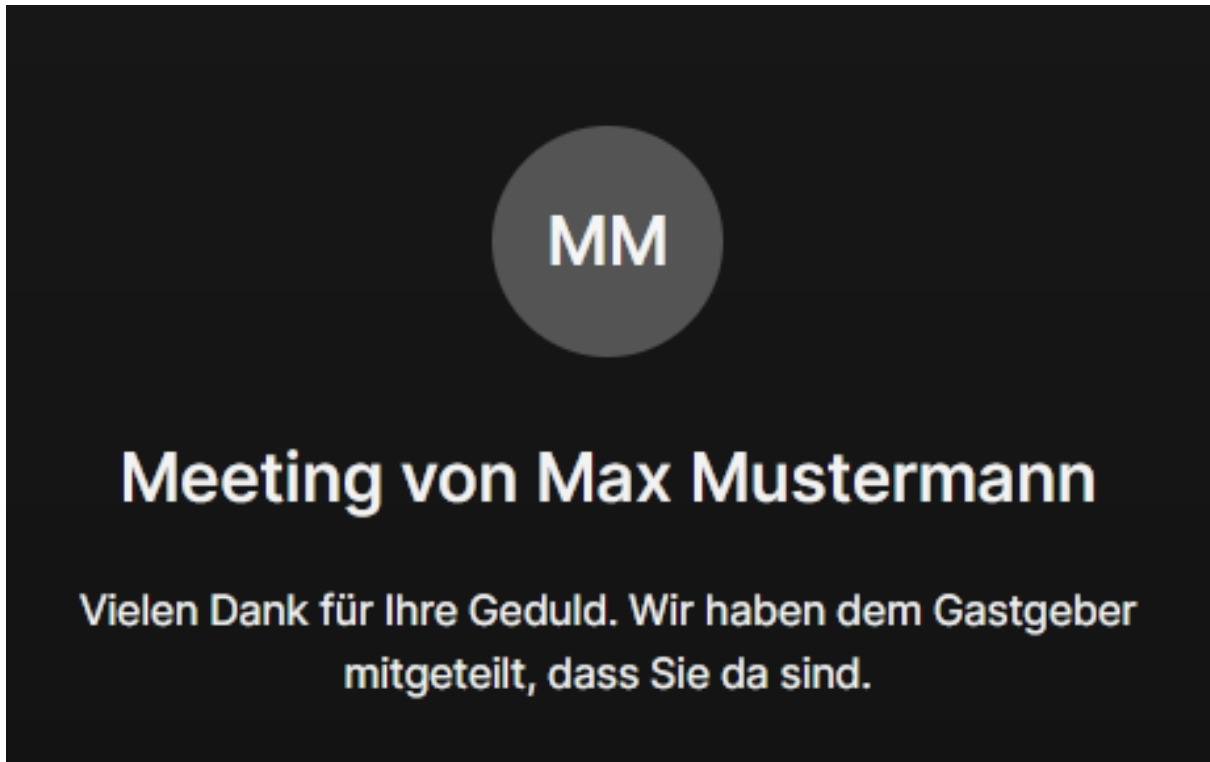 MM
Meeting von Max Mustermann
Vielen Dank für Ihre Geduld. Wir haben dem Gastgeber
mitgeteilt, dass Sie da sind.